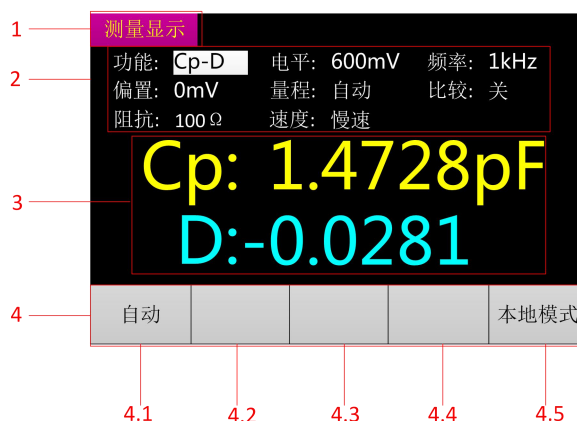 1 测量显示
2 功能: Cp-D 电平: 600mV 频率: 1kHz
偏置: 0mV 量程: 自动 比较: 关
阻抗: 100Ω 速度: 慢速
3 Cp: 1.4728pF
D:-0.0281
4 自动 本地模式
4.1 4.2 4.3 4.4 4.5